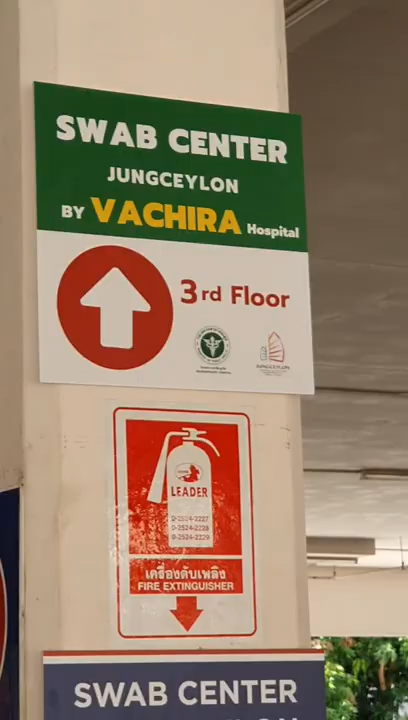 SWAB CENTER
JUNGCEYLON
BY VACHIRA Hospital
3rd Floor
JUNGCEYLON
LEADER
0-2524-2227
0-2524-2228
0-2524-2229
เครื่องดับเพลิง
FIRE EXTINGUISHER
SWAB CENTER